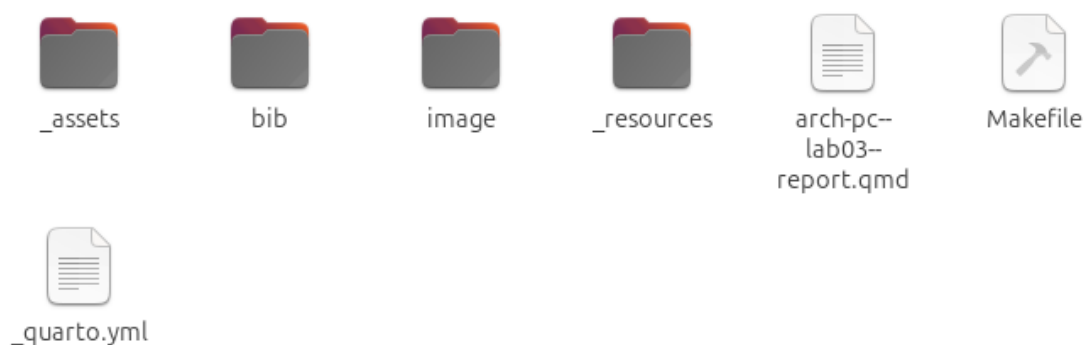 _assets
bib
image
_resources
arch-pc--
lab03--
report.qmd
Makefile
_quarto.yml